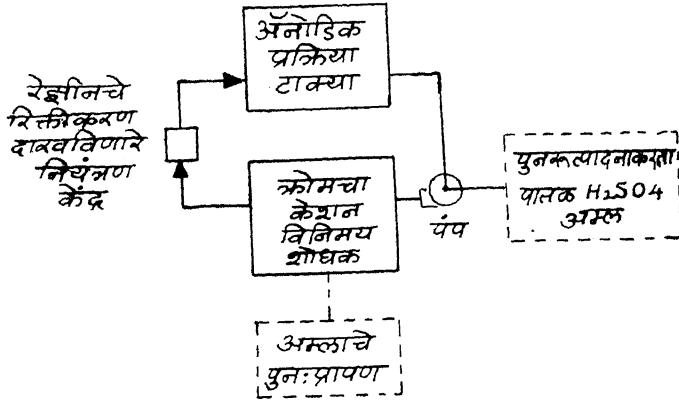 ॲनोडिक
प्रक्रिया
टाक्या
रेझीनचे
रिक्तीकरण
दाखविणारे
नियंत्रण
केंद्र
क्रोमचा
केशन
विनिमय
शोधक
पंप
पुनरुत्पादनाकरता
पातळ H2SO4
अम्ल
अम्लाचे
पुनःप्रापण